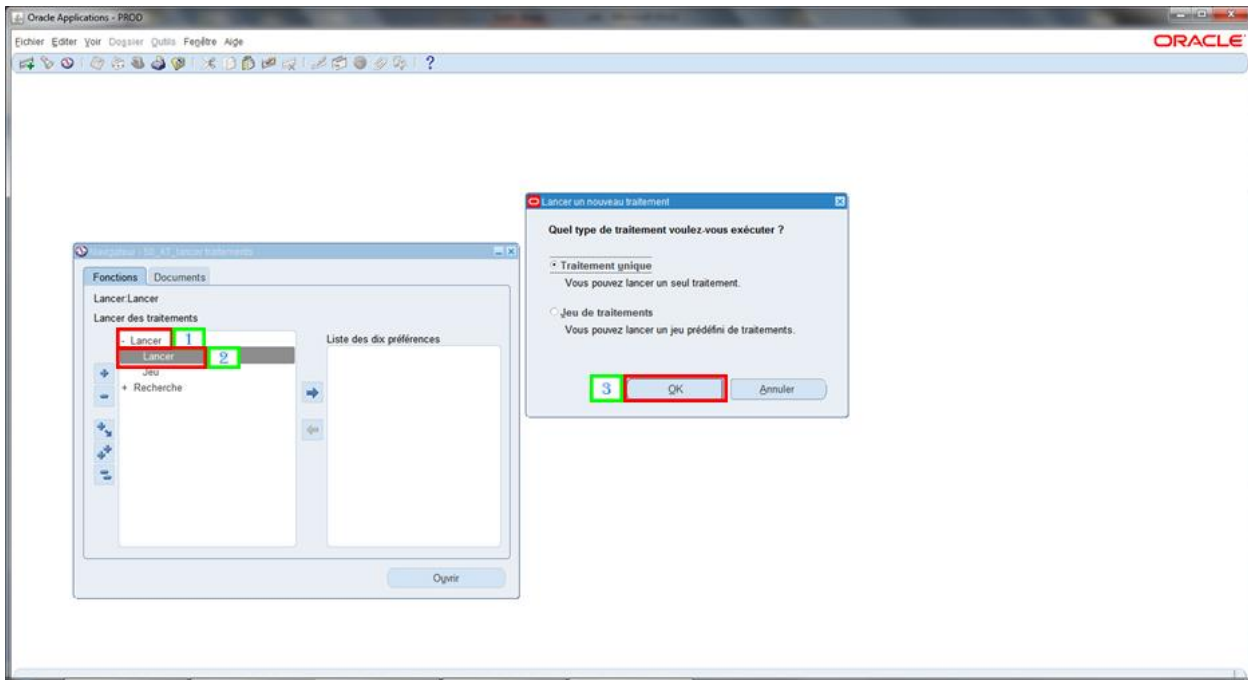 Oracle Applications - PROD
Fichier Editer Voir Dossier Outils Fenêtre Aide
ORACLE
?
Lancer un nouveau traitement
Quel type de traitement voulez-vous exécuter ?
Traitement unique
Vous pouvez lancer un seul traitement.
Jeu de traitements
Vous pouvez lancer un jeu prédéfini de traitements.
3 OK Annuler
Navigateur - lancer traitements
Fonctions Documents
Lancer:Lancer
Lancer des traitements
- Lancer 1
Lancer 2
Jeu
+ Recherche
Liste des dix préférences
Ouvrir